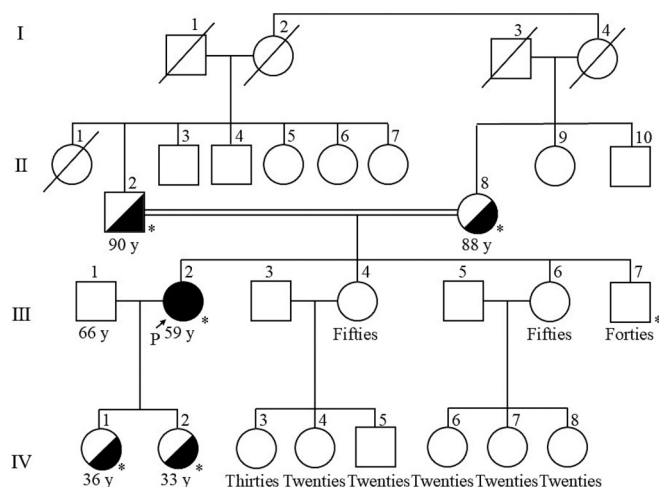 I
1
2
3
4
II
1
2
3
4
5
6
7
8
9
10
90 y
*
88 y
*
III
1
2
3
4
5
6
7
66 y
P
59 y
*
Fifties
Fifties
Forties
*
IV
1
2
3
4
5
6
7
8
36 y
*
33 y
*
Thirties
Twenties
Twenties
Twenties
Twenties
Twenties